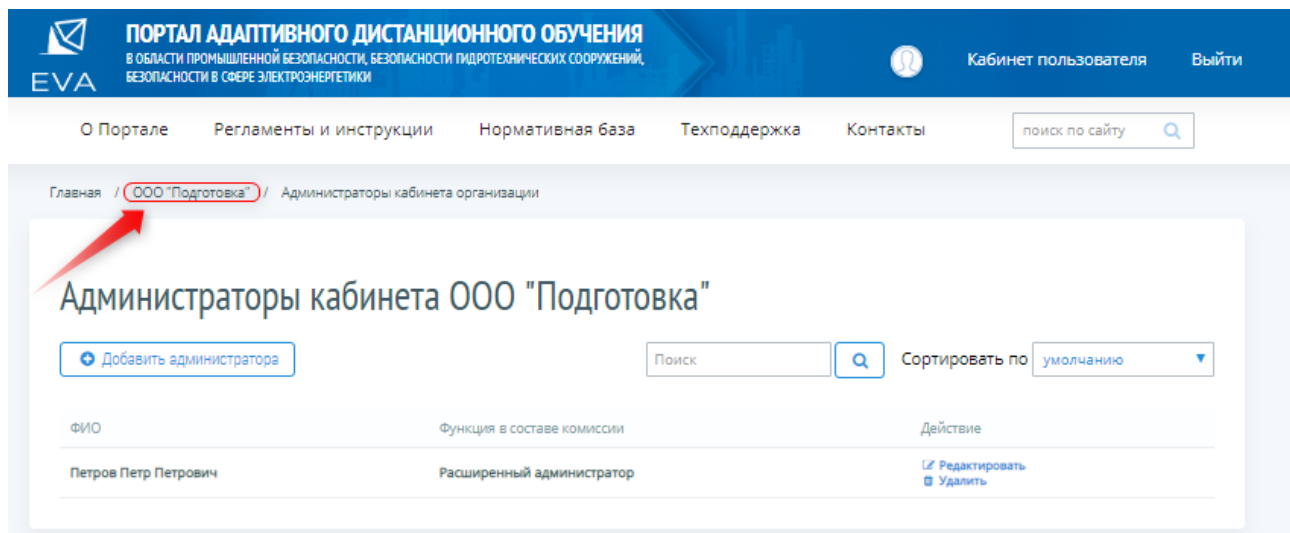 EVA
ПОРТАЛ АДАПТИВНОГО ДИСТАНЦИОННОГО ОБУЧЕНИЯ
В ОБЛАСТИ ПРОМЫШЛЕННОЙ БЕЗОПАСНОСТИ, БЕЗОПАСНОСТИ ГИДРОТЕХНИЧЕСКИХ СООРУЖЕНИЙ,
БЕЗОПАСНОСТИ В СФЕРЕ ЭЛЕКТРОЭНЕРГЕТИКИ
Кабинет пользователя Выйти
О Портале Регламенты и инструкции Нормативная база Техподдержка Контакты поиск по сайту
Главная / ООО "Подготовка" / Администраторы кабинета организации
Администраторы кабинета ООО "Подготовка"
Добавить администратора Поиск Сортировать по умолчанию
ФИО Функция в составе комиссии Действие
Петров Петр Петрович Расширенный администратор Редактировать
Удалить